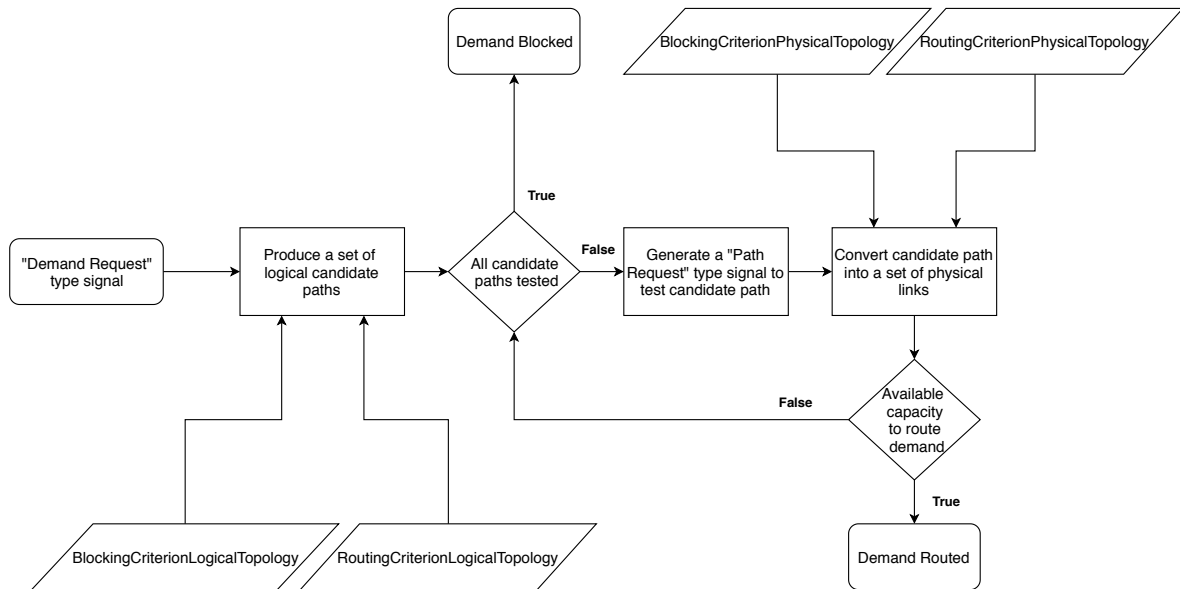 Demand Blocked
BlockingCriterionPhysicalTopology
RoutingCriterionPhysicalTopology
True
"Demand Request"
type signal
Produce a set of
logical candidate
paths
All candidate
paths tested
False
Generate a "Path
Request" type signal to
test candidate path
Convert candidate path
into a set of physical
links
False
Available
capacity
to route
demand
True
BlockingCriterionLogicalTopology
RoutingCriterionLogicalTopology
Demand Routed